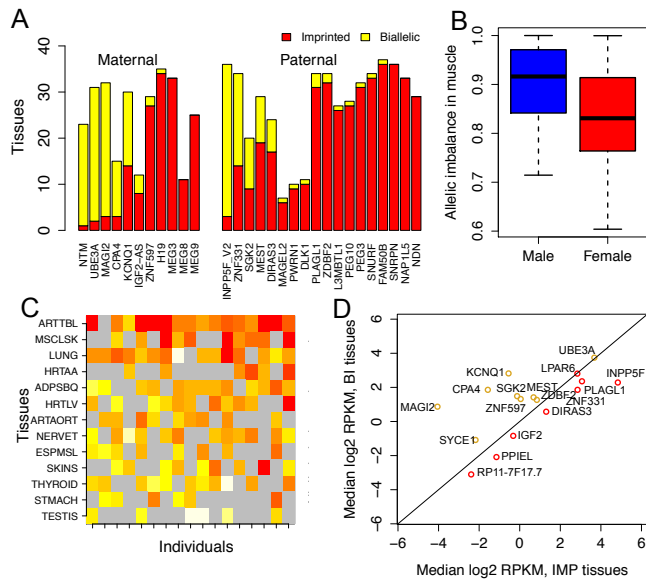 A
Imprinted Biallelic
Maternal Paternal
Tissues
40
30
20
10
0
NTM
UBE3A
MAGI2
CPA4
KCNQ1
IGF2-AS
ZNF597
H19
MEG3
MEG8
MEG9
INPP5F_V2
ZNF331
SGK2
MEST
DIRAS3
MAGEL2
PWRN1
DLK1
PLAGL1
ZDBF2
L3MBTL1
PEG10
PEG3
SNURF
FAM50B
SNRPN
NAP1L5
NDN
B
Allelic imbalance in muscle
1.0
0.9
0.8
0.7
0.6
Male Female
C
Tissues
ARTTBL
MSCLSK
LUNG
HRTAA
ADPSBQ
HRTLV
ARTAORT
NERVET
ESPMSL
SKINS
THYROID
STMACH
TESTIS
Individuals
D
Median log2 RPKM, BI tissues
6
4
2
0
−2
−4
−6
UBE3A
KCNQ1
LPAR6
INPP5F
CPA4
SGK2
MEST
PLAGL1
MAGI2
ZDBF2
ZNF331
ZNF597
DIRAS3
SYCE1
IGF2
PPIEL
RP11-7F17.7
−6 −4 −2 0 2 4 6
Median log2 RPKM, IMP tissues